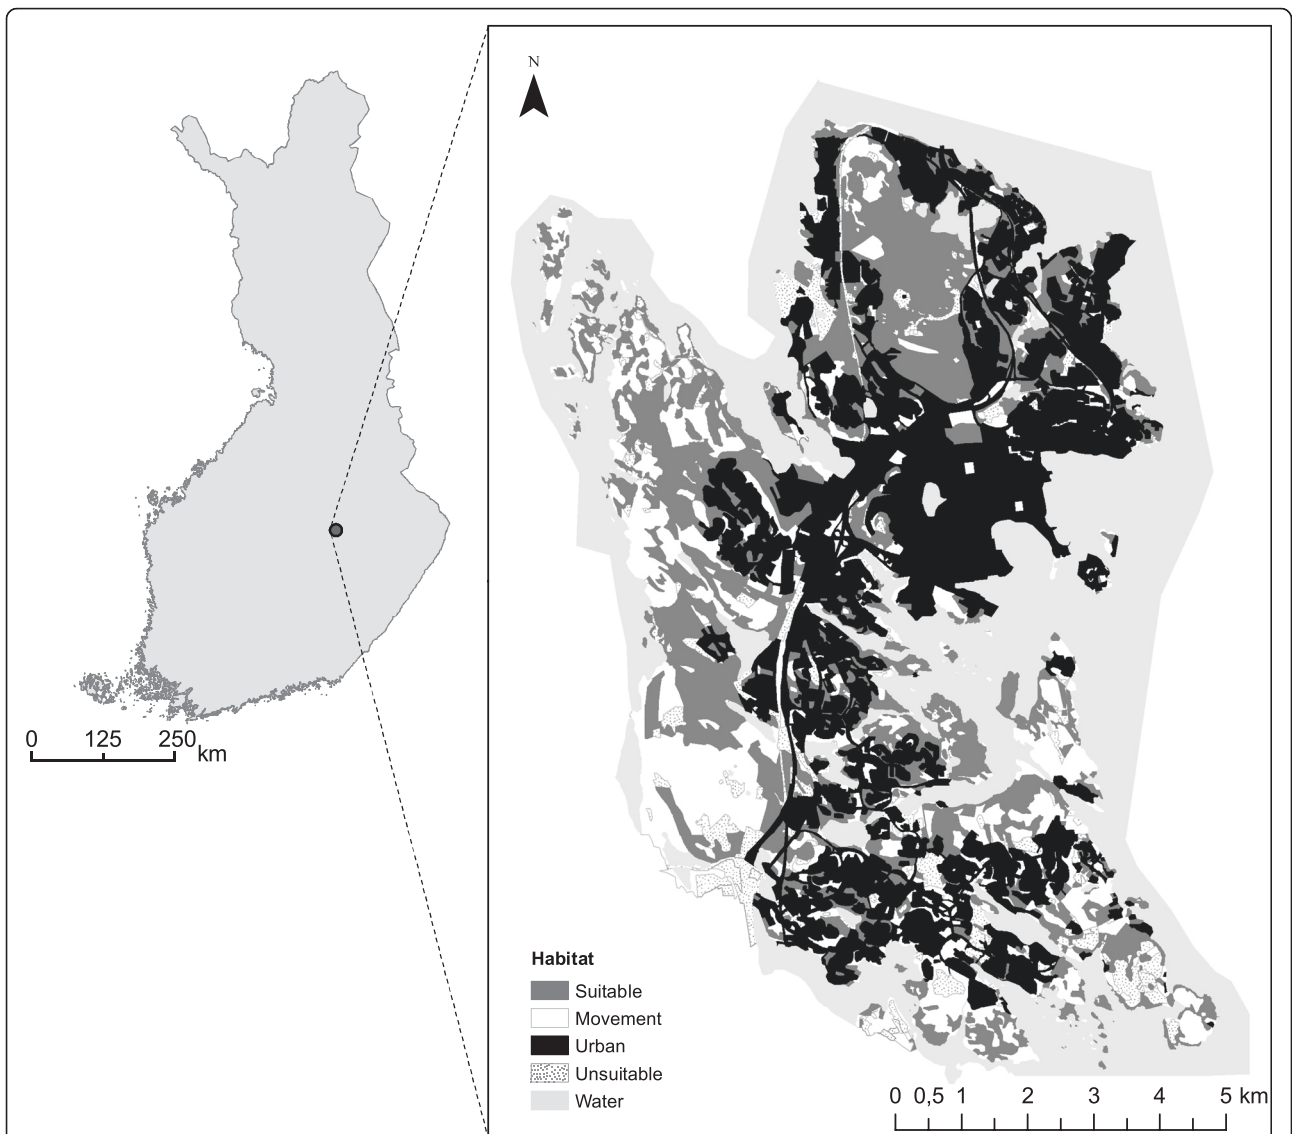 N
0 125 250 km
Habitat
Suitable
Movement
Urban
Unsuitable
Water
0 0,5 1 2 3 4 5 km